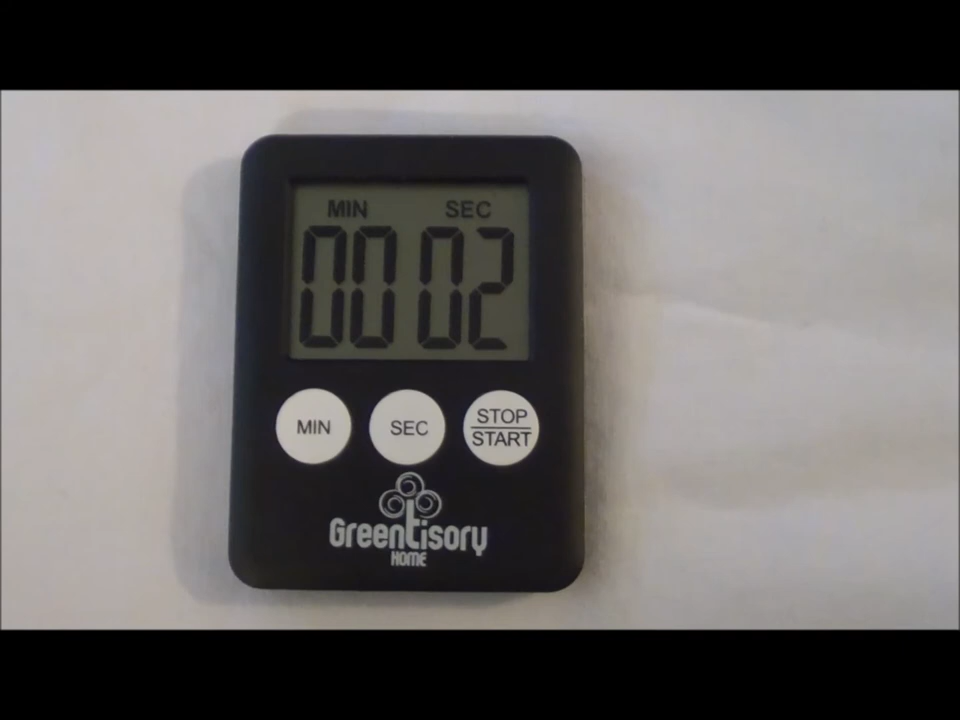 MIN SEC
00 02
MIN SEC STOP
START
Greentisory
HOME